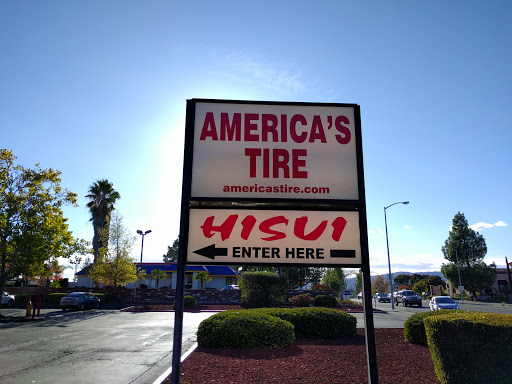 AMERICA'S
TIRE
americastire.com
HISUI
ENTER HERE